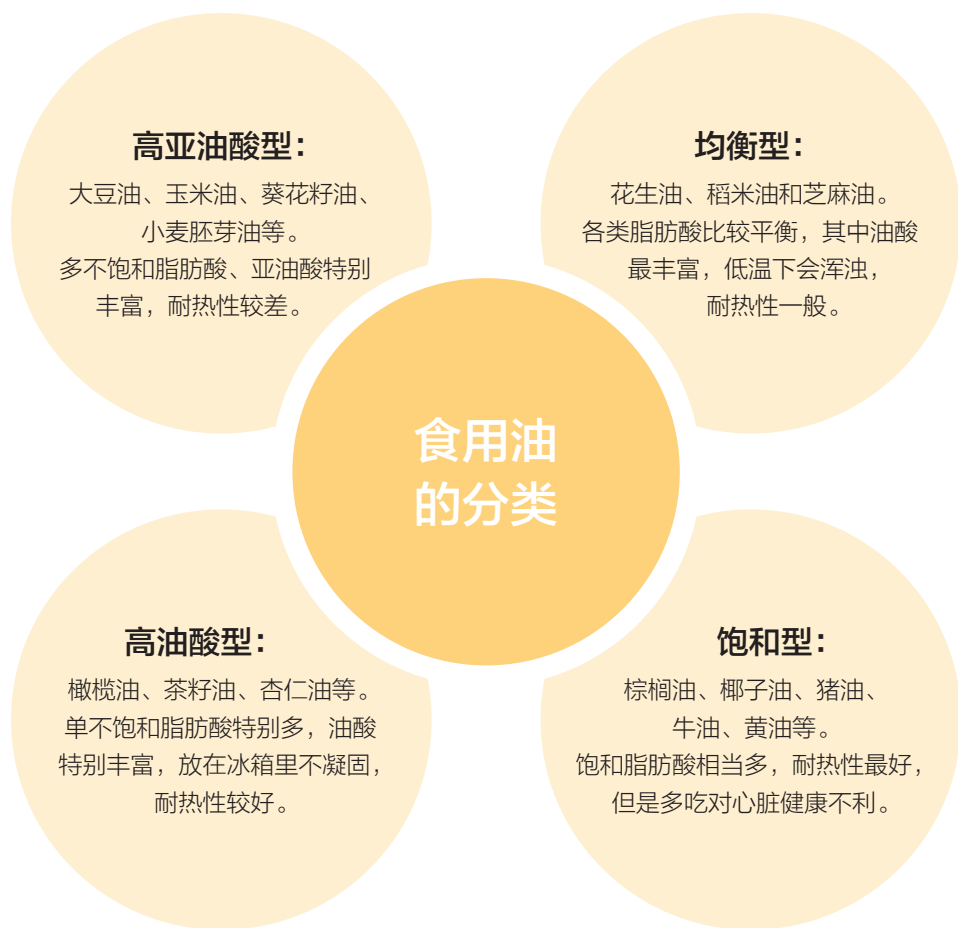 高亚油酸型：
大豆油、玉米油、葵花籽油、
小麦胚芽油等。
多不饱和脂肪酸、亚油酸特别
丰富，耐热性较差。
均衡型：
花生油、稻米油和芝麻油。
各类脂肪酸比较平衡，其中油酸
最丰富，低温下会浑浊，
耐热性一般。
食用油
的分类
高油酸型：
橄榄油、茶籽油、杏仁油等。
单不饱和脂肪酸特别多，油酸
特别丰富，放在冰箱里不凝固，
耐热性较好。
饱和型：
棕榈油、椰子油、猪油、
牛油、黄油等。
饱和脂肪酸相当多，耐热性最好，
但是多吃对心脏健康不利。